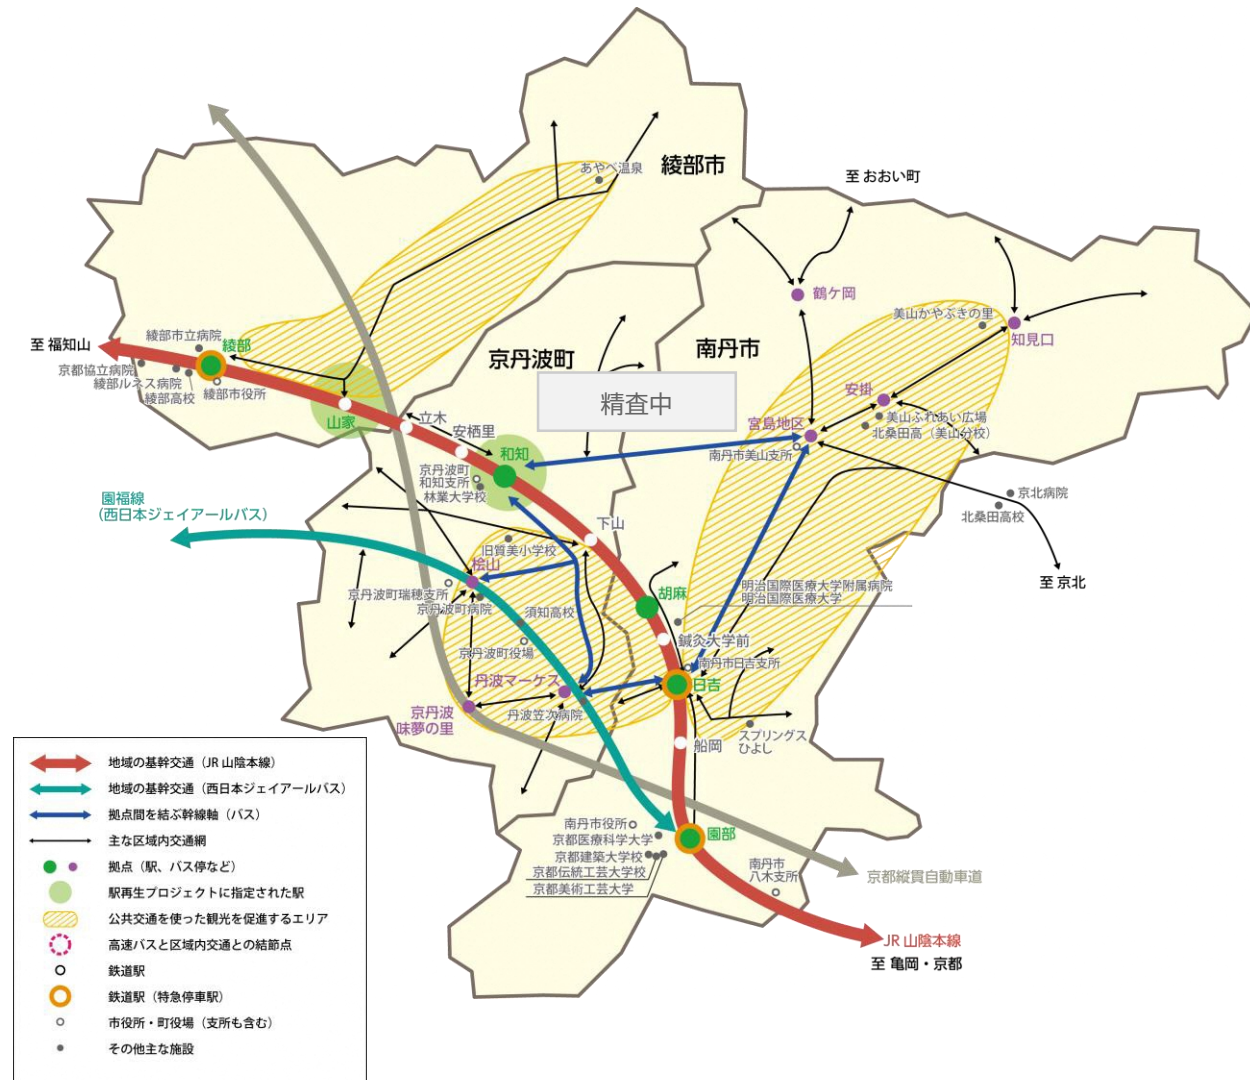 あやべ温泉
綾部市
至 おおい町
鶴ケ岡
美山かやぶきの里
知見口
綾部市立病院
至 福知山
綾部
京都協立病院
綾部ルネス病院
綾部高校
綾部市役所
京丹波町
南丹市
精査中
安掛
山家
立木
安栖里
宮島地区
美山ふれあい広場
北桑田高（美山分校）
南丹市美山支所
和知
京丹波町
和知支所
林業大学校
園福線
（西日本ジェイアールバス）
京北病院
北桑田高校
下山
旧質美小学校
桧山
至 京北
京丹波町瑞穂支所
京丹波町病院
胡麻
明治国際医療大学附属病院
明治国際医療大学
須知高校
京丹波町役場
鍼灸大学前
南丹市日吉支所
丹波マーケス
日吉
京丹波
味夢の里
丹波笠次病院
船岡
スプリングス
ひよし
南丹市役所
京都医療科学大学
園部
京都建築大学校
京都伝統工芸大学校
京都美術工芸大学
南丹市
八木支所
京都縦貫自動車道
JR 山陰本線
至 亀岡・京都
地域の基幹交通（JR 山陰本線）
地域の基幹交通（西日本ジェイアールバス）
拠点間を結ぶ幹線軸（バス）
主な区域内交通網
拠点（駅、バス停など）
駅再生プロジェクトに指定された駅
公共交通を使った観光を促進するエリア
高速バスと区域内交通との結節点
鉄道駅
鉄道駅（特急停車駅）
市役所・町役場（支所も含む）
その他主な施設